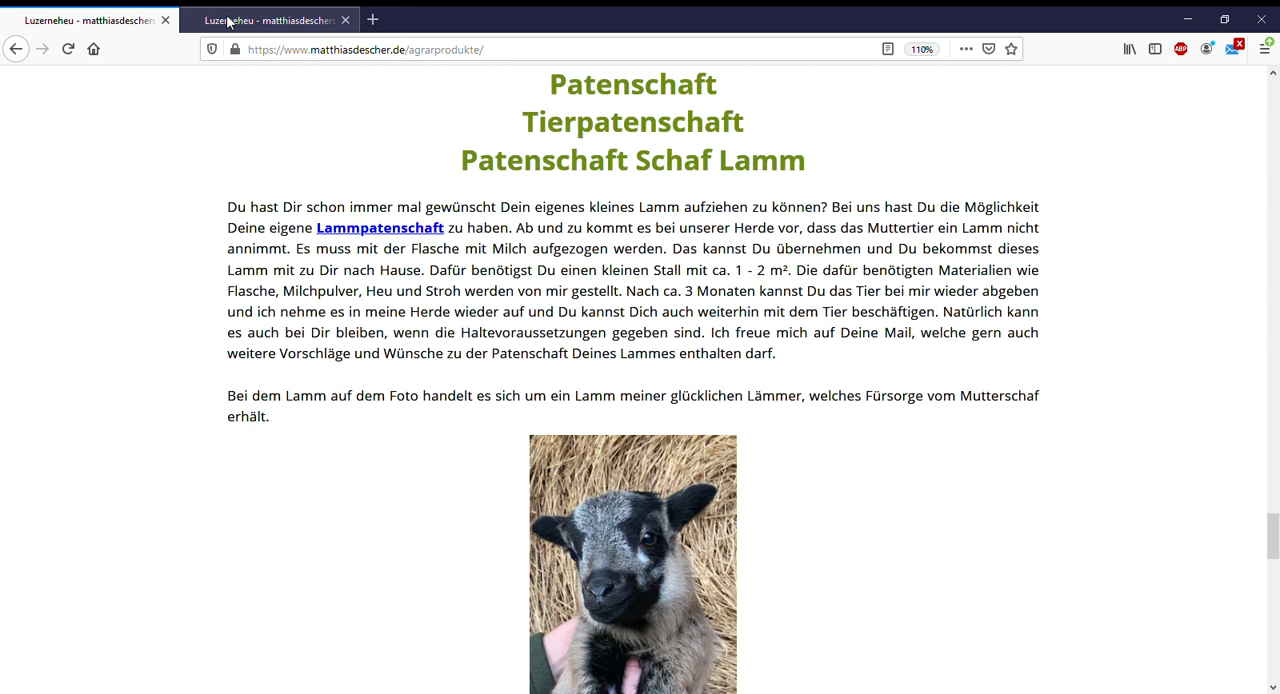 Luzerneheu - matthiasdeschers
Luzerneheu - matthiasdeschers
https://www.matthiasdescher.de/agrarprodukte/
110%
ABP
Patenschaft
Tierpatenschaft
Patenschaft Schaf Lamm
Du hast Dir schon immer mal gewünscht Dein eigenes kleines Lamm aufziehen zu können? Bei uns hast Du die Möglichkeit
Deine eigene Lammpatenschaft zu haben. Ab und zu kommt es bei unserer Herde vor, dass das Muttertier ein Lamm nicht
annimmt. Es muss mit der Flasche mit Milch aufgezogen werden. Das kannst Du übernehmen und Du bekommst dieses
Lamm mit zu Dir nach Hause. Dafür benötigst Du einen kleinen Stall mit ca. 1 - 2 m². Die dafür benötigten Materialien wie
Flasche, Milchpulver, Heu und Stroh werden von mir gestellt. Nach ca. 3 Monaten kannst Du das Tier bei mir wieder abgeben
und ich nehme es in meine Herde wieder auf und Du kannst Dich auch weiterhin mit dem Tier beschäftigen. Natürlich kann
es auch bei Dir bleiben, wenn die Haltevoraussetzungen gegeben sind. Ich freue mich auf Deine Mail, welche gern auch
weitere Vorschläge und Wünsche zu der Patenschaft Deines Lammes enthalten darf.
Bei dem Lamm auf dem Foto handelt es sich um ein Lamm meiner glücklichen Lämmer, welches Fürsorge vom Mutterschaf
erhält.